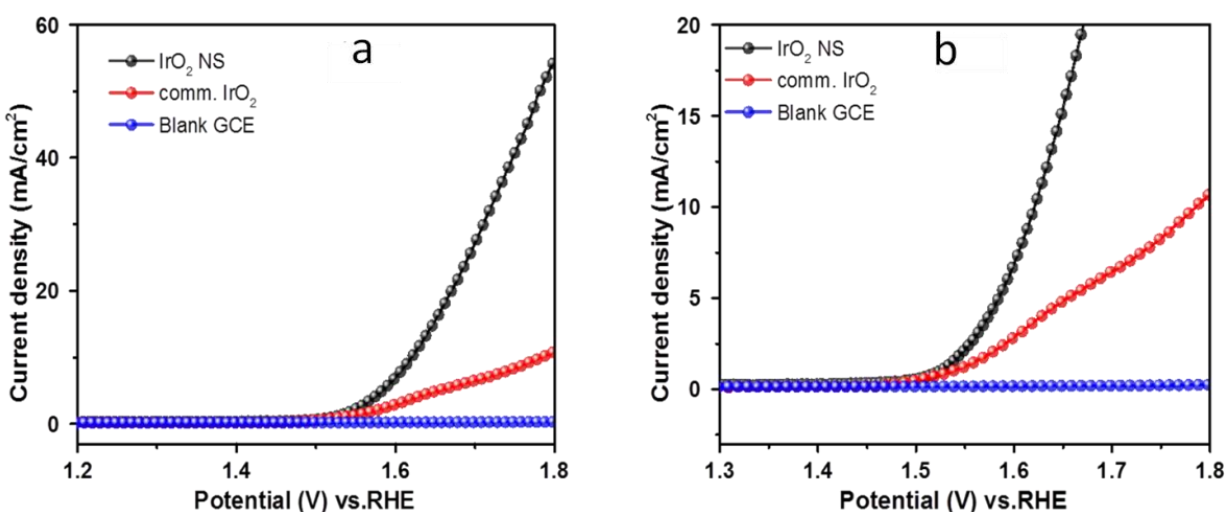 a
IrO₂ NS
comm. IrO₂
Blank GCE
Current density (mA/cm²)
60
40
20
0
1.2
1.4
1.6
1.8
Potential (V) vs.RHE
b
IrO₂ NS
comm. IrO₂
Blank GCE
Current density (mA/cm²)
20
15
10
5
0
1.3
1.4
1.5
1.6
1.7
1.8
Potential (V) vs.RHE